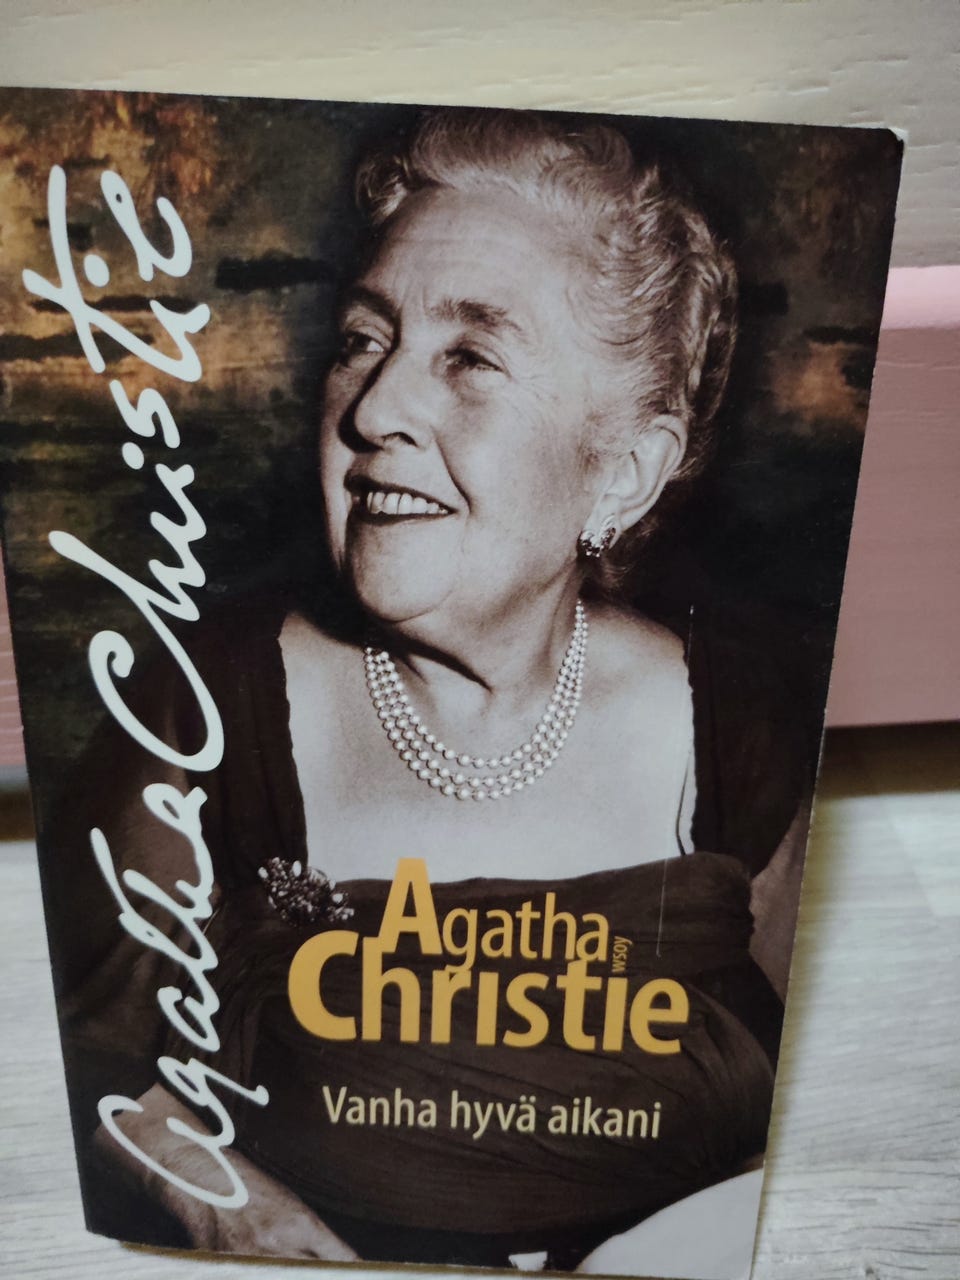 Agatha Christie
Agatha
Christie
wsoy
Vanha hyvä aikani